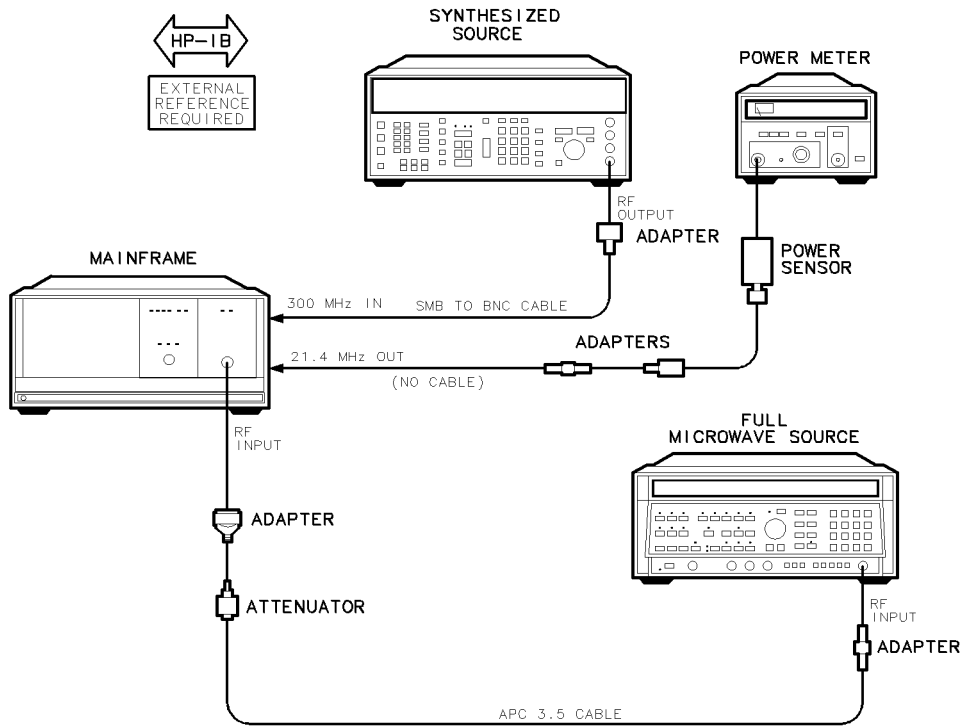 HP-IB
EXTERNAL
REFERENCE
REQUIRED
SYNTHESIZED
SOURCE
POWER METER
RF
OUTPUT
ADAPTER
POWER
SENSOR
MAINFRAME
300 MHz IN
SMB TO BNC CABLE
21.4 MHz OUT
(NO CABLE)
ADAPTERS
RF
INPUT
FULL
MICROWAVE SOURCE
ADAPTER
ATTENUATOR
RF
INPUT
ADAPTER
APC 3.5 CABLE